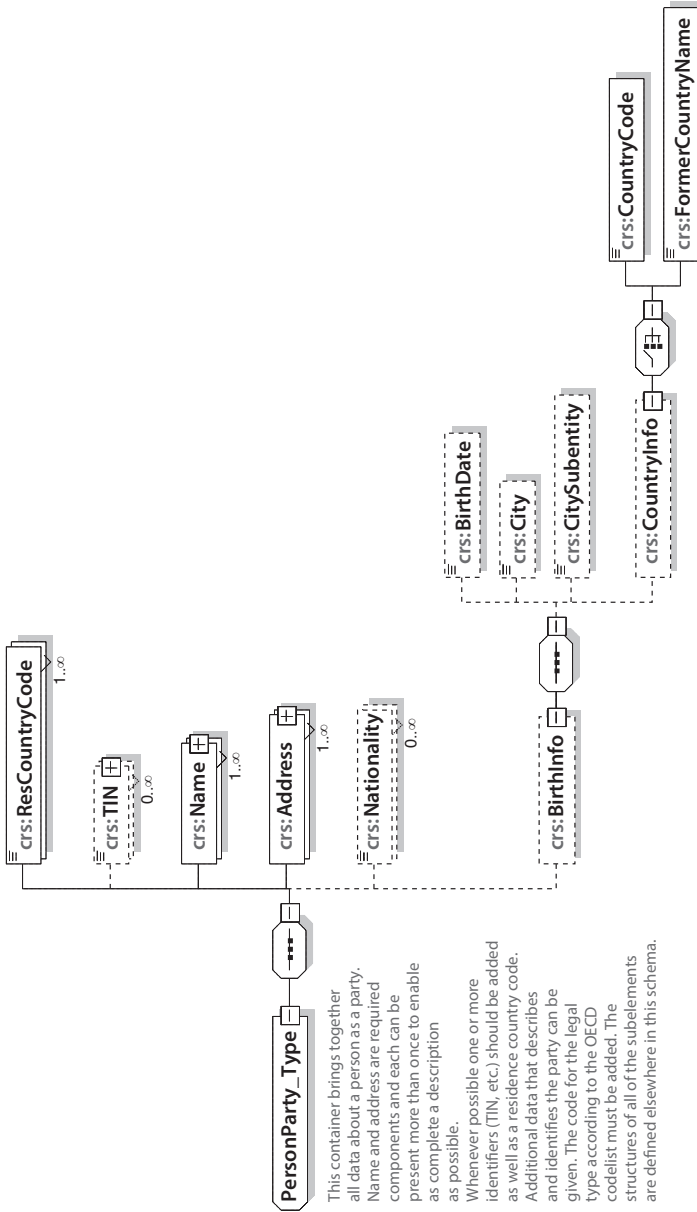 PersonParty_Type
This container brings together
all data about a person as a party.
Name and address are required
components and each can be
present more than once to enable
as complete a description
as possible.
Whenever possible one or more
identifiers (TIN, etc.) should be added
as well as a residence country code.
Additional data that describes
and identifies the party can be
given. The code for the legal
type according to the OECD
codelist must be added. The
structures of all of the subelements
are defined elsewhere in this schema.
crs:ResCountryCode
1..∞
crs:TIN
0..∞
crs:Name
1..∞
crs:Address
1..∞
crs:Nationality
0..∞
crs:BirthInfo
crs:BirthDate
crs:City
crs:CitySubentity
crs:CountryInfo
crs:CountryCode
crs:FormerCountryName